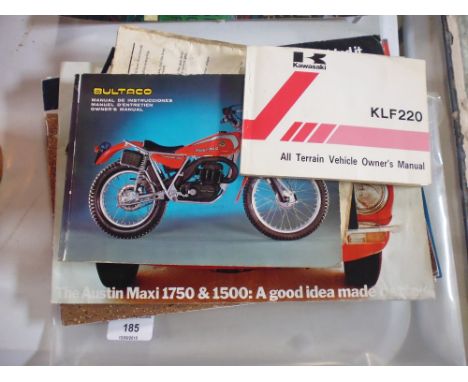 BULTACO
MANUAL DE INSTRUCCIONES
MANUEL D'ENTRETIEN
OWNER'S MANUAL
K
Kawasaki
KLF220
All Terrain Vehicle Owner's Manual
The Austin Maxi 1750 & 1500: A good idea made
185